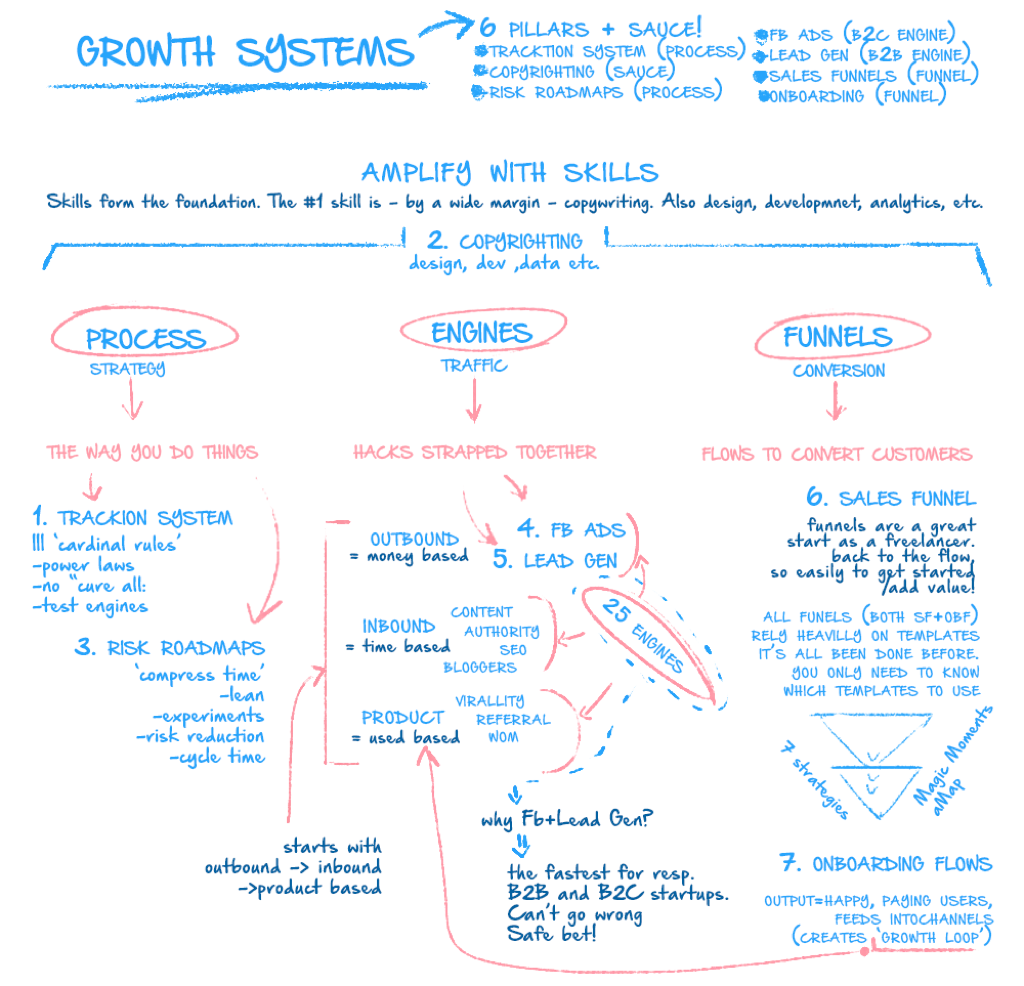 GROWTH SYSTEMS
6 PILLARS + SAUCE!
TRACKTION SYSTEM (PROCESS)
COPYRIGHTING (SAUCE)
RISK ROADMAPS (PROCESS)
FB ADS (B2C ENGINE)
LEAD GEN (B2B ENGINE)
SALES FUNNELS (FUNNEL)
ONBOARDING (FUNNEL)
AMPLIFY WITH SKILLS
Skills form the foundation. The #1 skill is - by a wide margin - copywriting. Also design, developmnet, analytics, etc.
2. COPYRIGHTING
design, dev ,data etc.
PROCESS
STRATEGY
THE WAY YOU DO THINGS
1. TRACKION SYSTEM
III 'cardinal rules'
-power laws
-no "cure all:
-test engines
3. RISK ROADMAPS
'compress time'
-lean
-experiments
-risk reduction
-cycle time
starts with
outbound -> inbound
->product based
ENGINES
TRAFFIC
HACKS STRAPPED TOGETHER
OUTBOUND
= money based
4. FB ADS
5. LEAD GEN
25 ENGINES
INBOUND
= time based
CONTENT
AUTHORITY
SEO
BLOGGERS
PRODUCT
= used based
VIRALLITY
REFERRAL
WOM
why Fb+Lead Gen?
the fastest for resp.
B2B and B2C startups.
Can't go wrong
Safe bet!
FUNNELS
CONVERSION
FLOWS TO CONVERT CUSTOMERS
6. SALES FUNNEL
funnels are a great
start as a freelancer.
back to the flow,
so easily to get started
/add value!
ALL FUNELS (BOTH SF+OBF)
RELY HEAVILLY ON TEMPLATES
IT'S ALL BEEN DONE BEFORE.
YOU ONLY NEED TO KNOW
WHICH TEMPLATES TO USE
7 strategies
Magic Moments
aMap
7. ONBOARDING FLOWS
OUTPUT=HAPPY, PAYING USERS,
FEEDS INTOCHANNELS
(CREATES 'GROWTH LOOP')